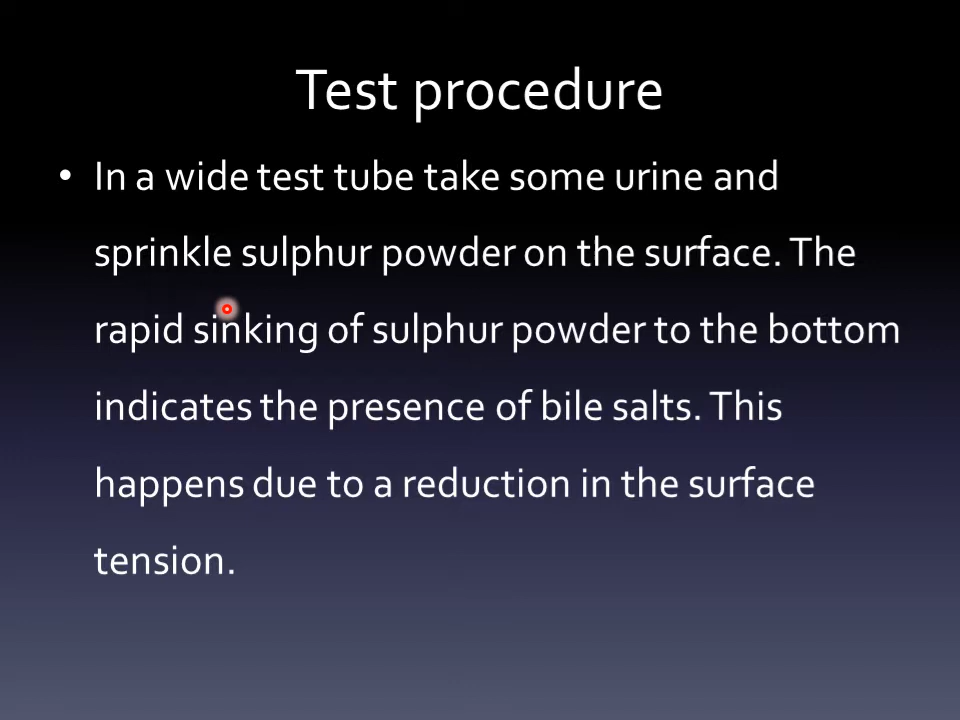 Test procedure
• In a wide test tube take some urine and
sprinkle sulphur powder on the surface. The
rapid sinking of sulphur powder to the bottom
indicates the presence of bile salts. This
happens due to a reduction in the surface
tension.